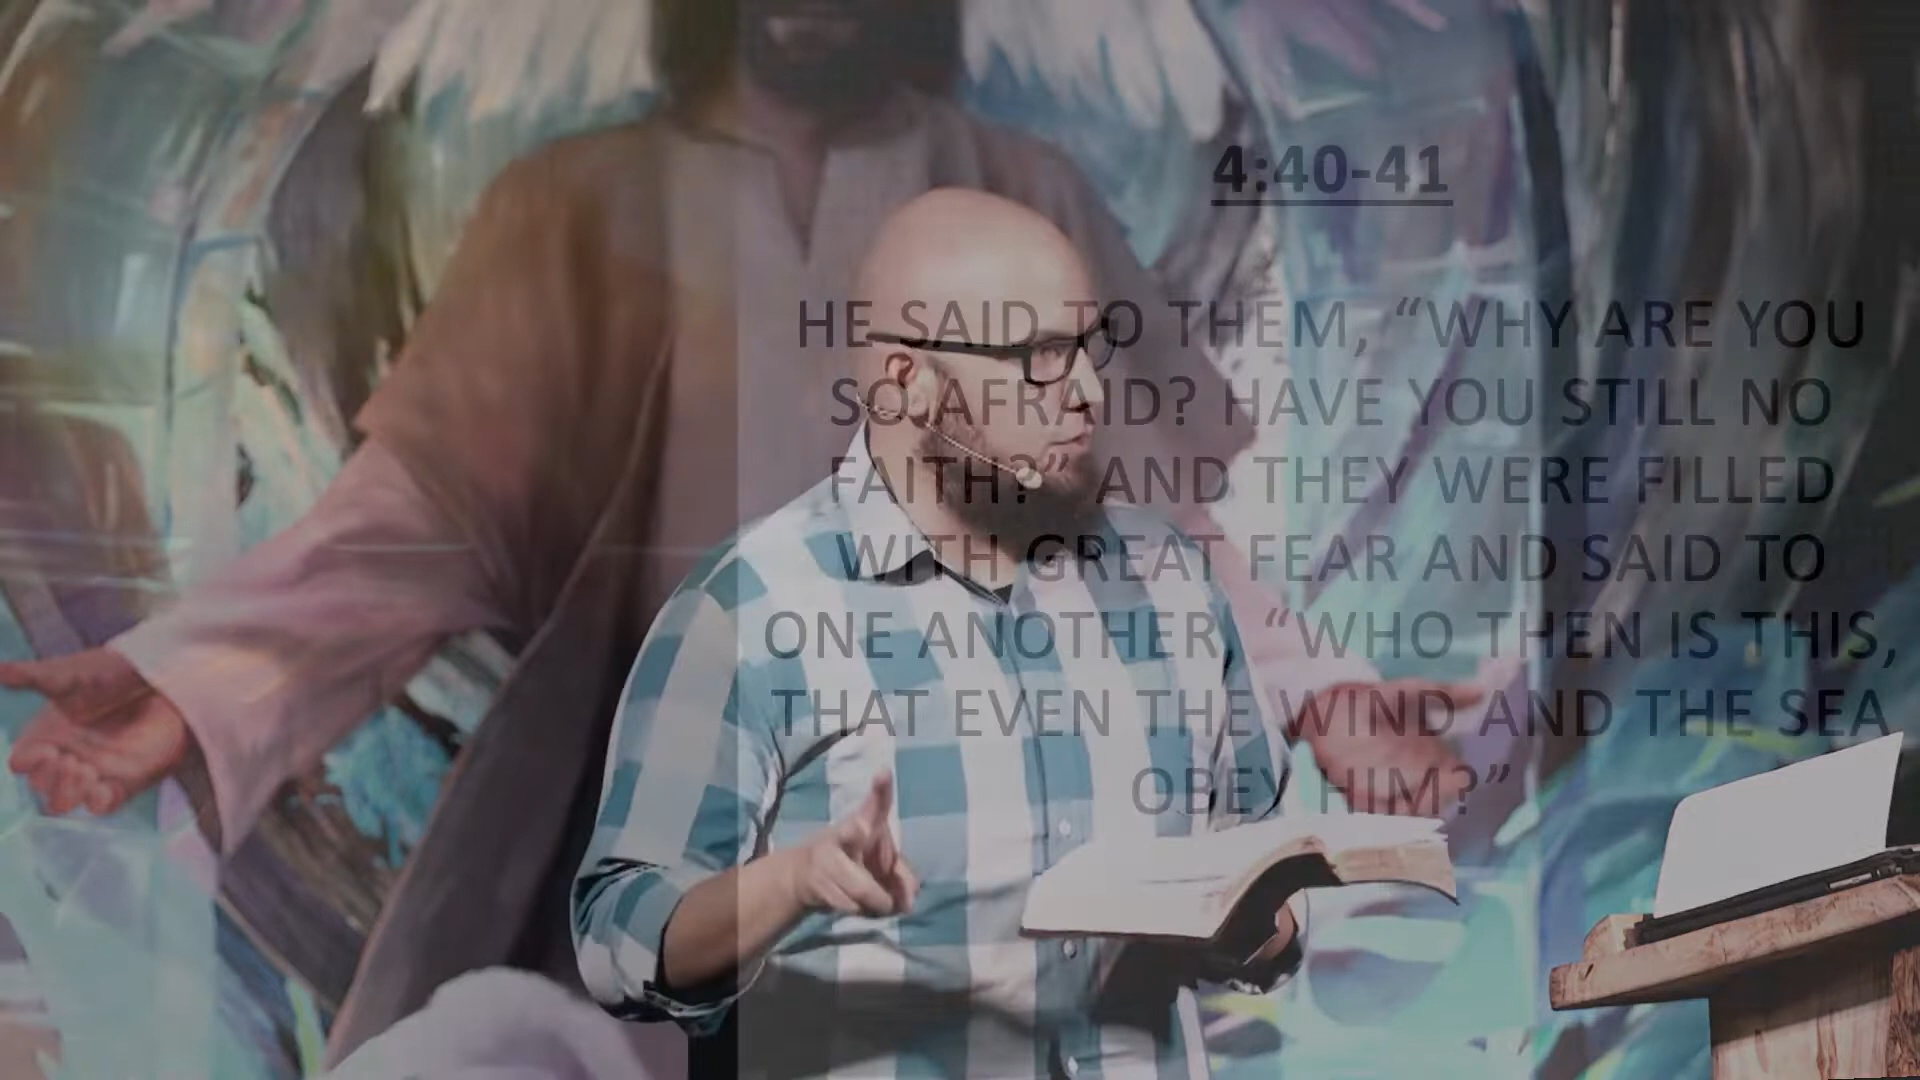 4:40-41
HE SAID TO THEM, “WHY ARE YOU
SO AFRAID? HAVE YOU STILL NO
FAITH?” AND THEY WERE FILLED
WITH GREAT FEAR AND SAID TO
ONE ANOTHER, “WHO THEN IS THIS,
THAT EVEN THE WIND AND THE SEA
OBEY HIM?”